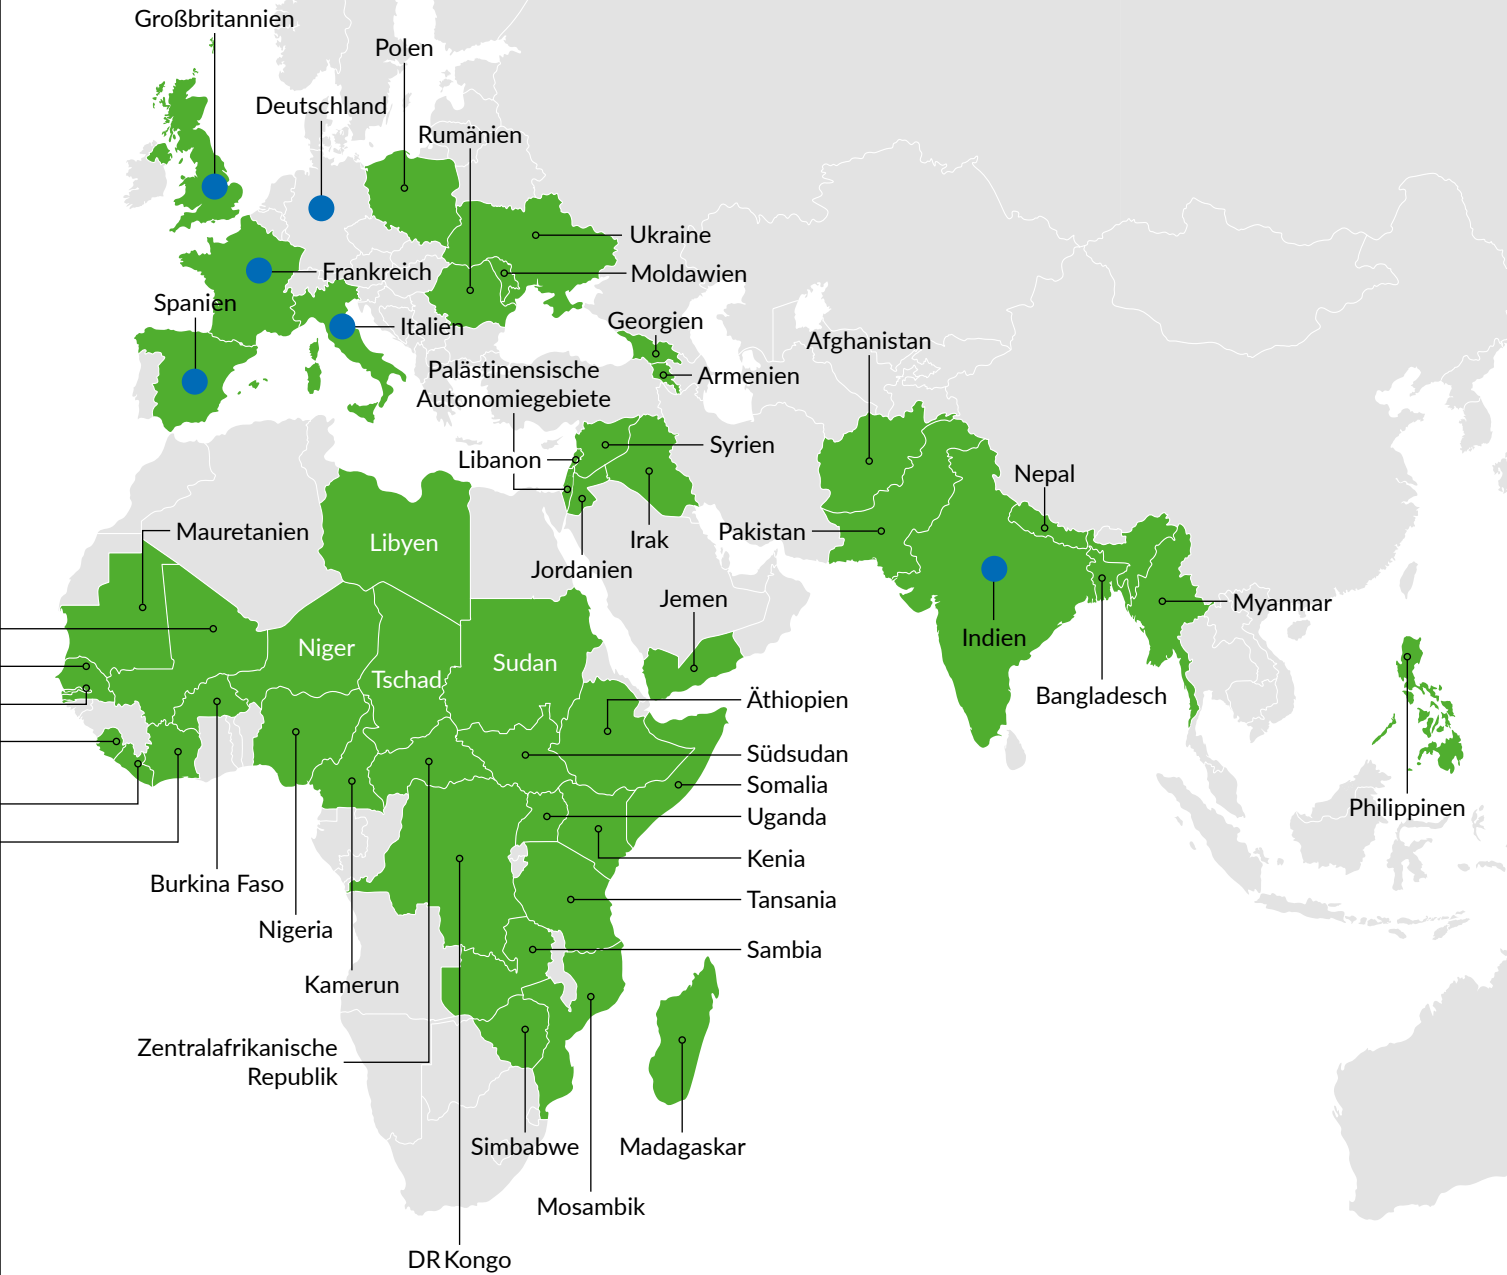 Großbritannien
Polen
Deutschland
Rumänien
Ukraine
Frankreich
Moldawien
Spanien
Georgien
Italien
Afghanistan
Palästinensische
Autonomiegebiete
Armenien
Syrien
Libanon
Nepal
Mauretanien
Pakistan
Irak
Libyen
Jordanien
Jemen
Myanmar
Indien
Niger
Sudan
Tschad
Bangladesch
Äthiopien
Südsudan
Somalia
Philippinen
Uganda
Kenia
Burkina Faso
Tansania
Nigeria
Sambia
Kamerun
Zentralafrikanische
Republik
Simbabwe
Madagaskar
Mosambik
DR Kongo